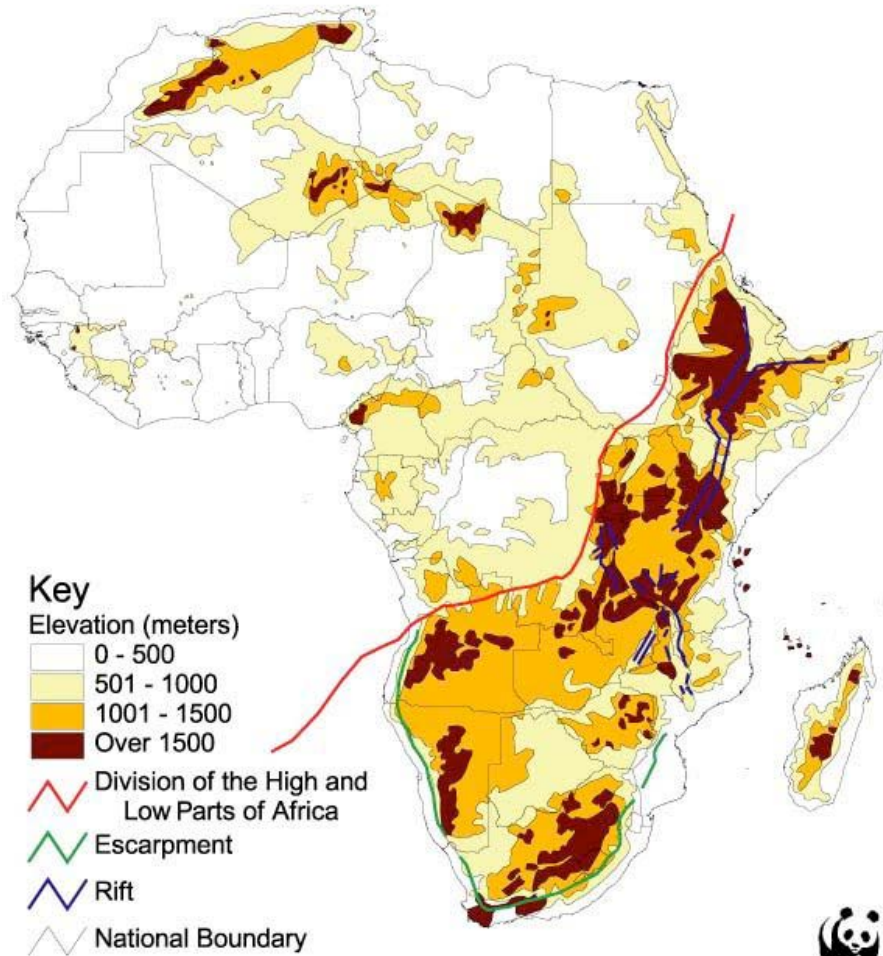 Key
Elevation (meters)
0 - 500
501 - 1000
1001 - 1500
Over 1500
Division of the High and
Low Parts of Africa
Escarpment
Rift
National Boundary